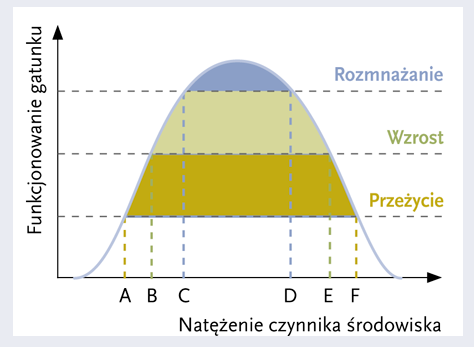 Funkcjonowanie gatunku
Rozmnażanie
Wzrost
Przeżycie
A B C D E F
Natężenie czynnika środowiska